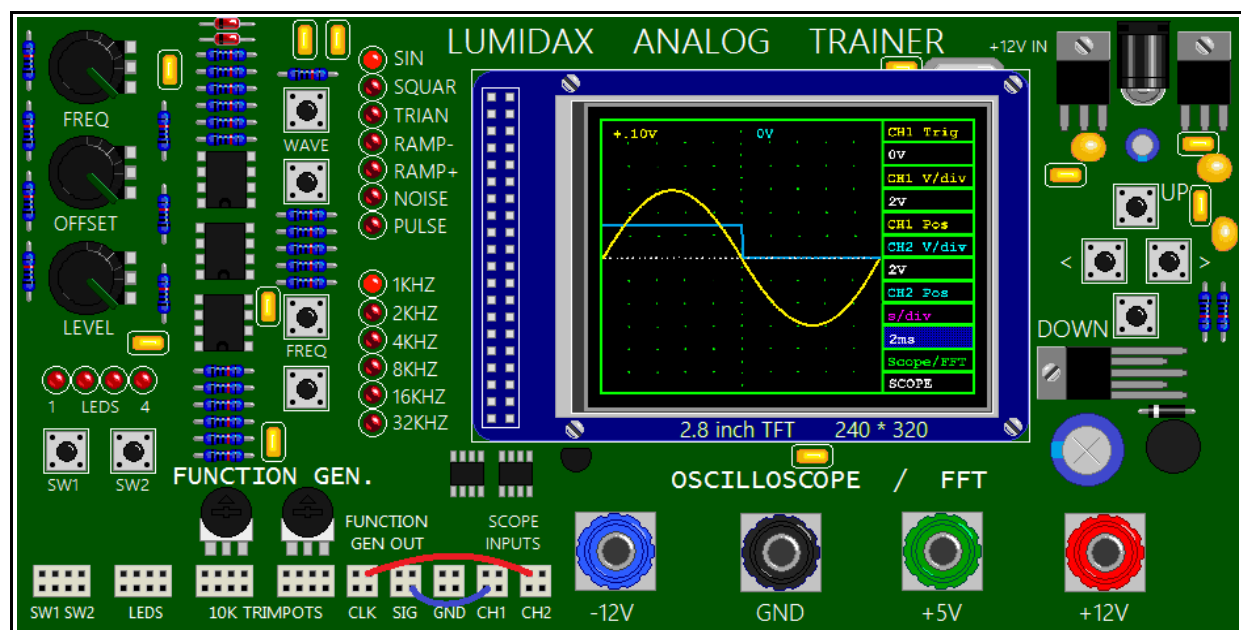 LUMIDAX ANALOG TRAINER
+12V IN
SIN
SQUAR
TRIAN
RAMP-
RAMP+
NOISE
PULSE
FREQ
WAVE
OFFSET
LEVEL
1KHZ
2KHZ
4KHZ
8KHZ
16KHZ
32KHZ
FREQ
+.10V 0V
CH1 Trig
0V
CH1 V/div
2V
CH1 Pos
CH2 V/div
2V
CH2 Pos
s/div
2ms
Scope/FFT
SCOPE
UP
< >
DOWN
1 LEDS 4
SW1 SW2
2.8 inch TFT 240 * 320
FUNCTION GEN.
OSCILLOSCOPE / FFT
FUNCTION
GEN OUT
SCOPE
INPUTS
SW1 SW2 LEDS 10K TRIMPOTS CLK SIG GND CH1 CH2
-12V GND +5V +12V